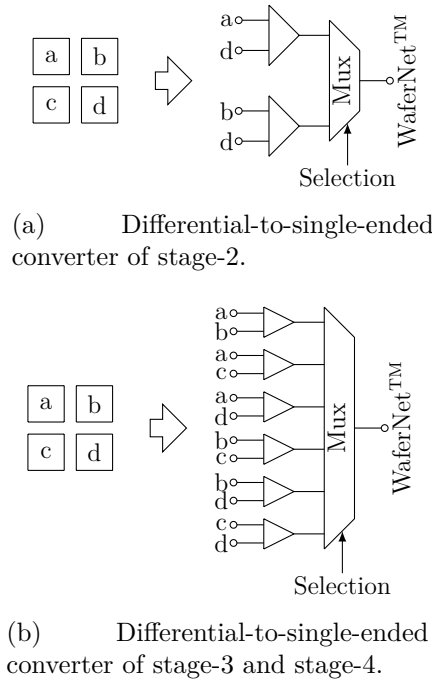 a b
c d
a
d
b
d
Mux
WaferNet™
Selection
(a) Differential-to-single-ended
converter of stage-2.
a b
c d
a
b
a
c
a
d
b
c
b
d
c
d
Mux
WaferNet™
Selection
(b) Differential-to-single-ended
converter of stage-3 and stage-4.